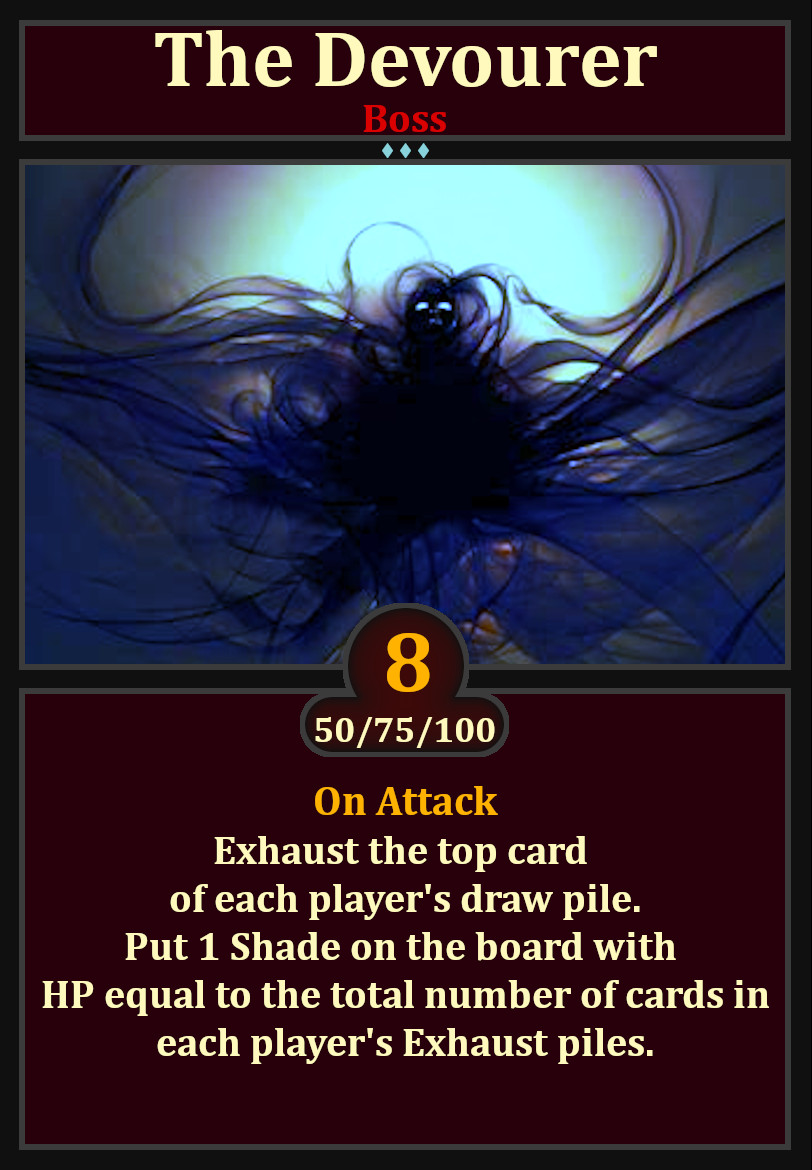 The Devourer
Boss
8
50/75/100
On Attack
Exhaust the top card
of each player's draw pile.
Put 1 Shade on the board with
HP equal to the total number of cards in
each player's Exhaust piles.